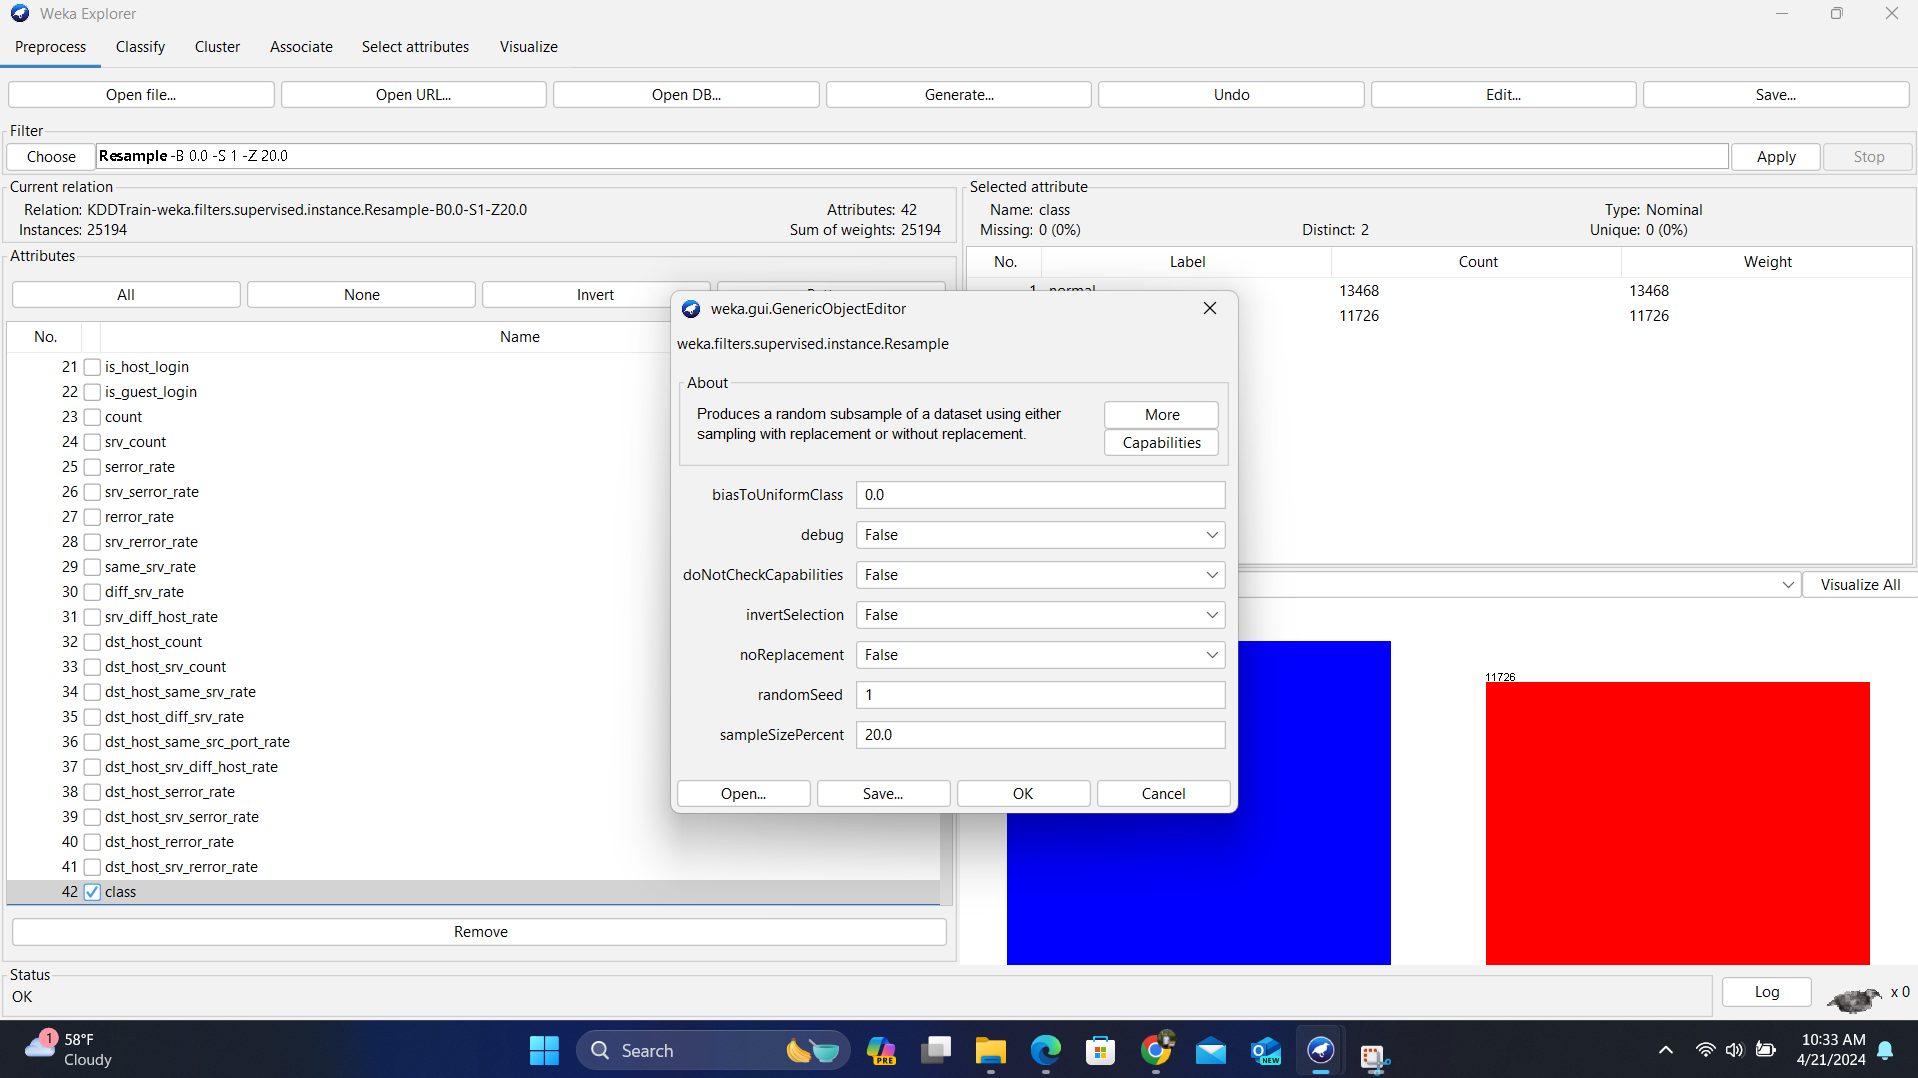 Weka Explorer
Preprocess Classify Cluster Associate Select attributes Visualize
Open file... Open URL... Open DB... Generate... Undo Edit... Save...
Filter
Choose Resample -B 0.0 -S 1 -Z 20.0 Apply Stop
Current relation
Relation: KDDTrain-weka.filters.supervised.instance.Resample-B0.0-S1-Z20.0 Attributes: 42
Instances: 25194 Sum of weights: 25194
Selected attribute
Name: class Type: Nominal
Missing: 0 (0%) Distinct: 2 Unique: 0 (0%)
No. Label Count Weight
1 normal 13468 13468
11726 11726
Attributes
All None Invert
No. Name
21 is_host_login
22 is_guest_login
23 count
24 srv_count
25 serror_rate
26 srv_serror_rate
27 rerror_rate
28 srv_rerror_rate
29 same_srv_rate
30 diff_srv_rate
31 srv_diff_host_rate
32 dst_host_count
33 dst_host_srv_count
34 dst_host_same_srv_rate
35 dst_host_diff_srv_rate
36 dst_host_same_src_port_rate
37 dst_host_srv_diff_host_rate
38 dst_host_serror_rate
39 dst_host_srv_serror_rate
40 dst_host_rerror_rate
41 dst_host_srv_rerror_rate
42 class
Remove
weka.gui.GenericObjectEditor
weka.filters.supervised.instance.Resample
About
Produces a random subsample of a dataset using either
sampling with replacement or without replacement.
More
Capabilities
biasToUniformClass 0.0
debug False
doNotCheckCapabilities False
invertSelection False
noReplacement False
randomSeed 1
sampleSizePercent 20.0
Open... Save... OK Cancel
Visualize All
11726
Status
OK
Log x 0
1
58°F
Cloudy
Search
PRE
NEW
10:33 AM
4/21/2024